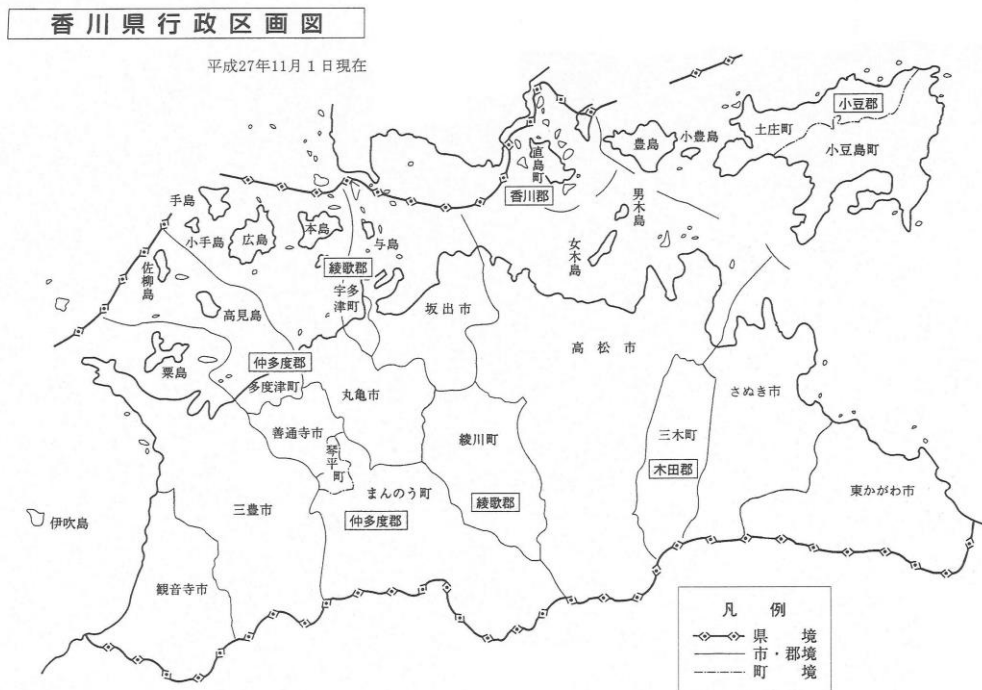 香川県行政区画図
平成27年11月1日現在
小豆郡
土庄町
小豆島町
豊島
小豊島
直島町
香川郡
男木島
女木島
手島
小手島
広島
本島
与島
佐柳島
高見島
粟島
綾歌郡
宇多津町
坂出市
高松市
仲多度郡
多度津町
丸亀市
さぬき市
善通寺市
琴平町
綾川町
三木町
木田郡
まんのう町
仲多度郡
綾歌郡
東かがわ市
伊吹島
三豊市
観音寺市
凡例
県境
市・郡境
町境